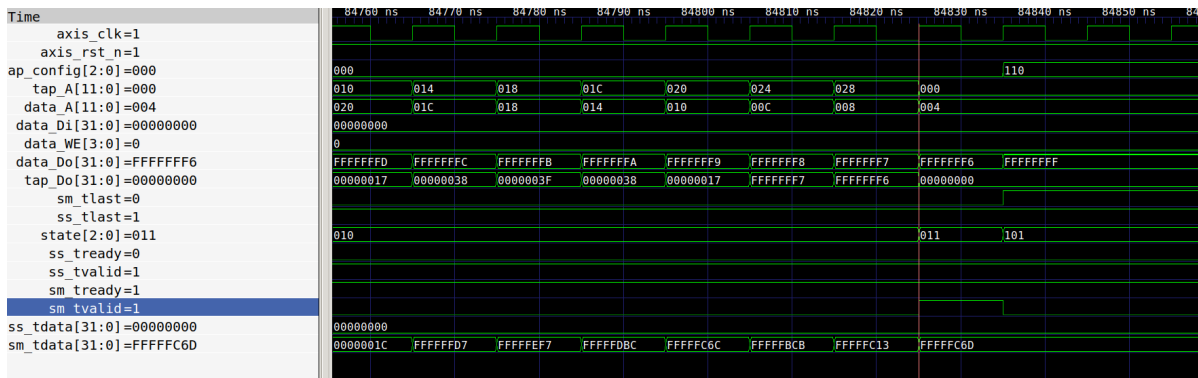 Time 84760 ns 84770 ns 84780 ns 84790 ns 84800 ns 84810 ns 84820 ns 84830 ns 84840 ns 84850 ns 84
axis_clk=1
axis_rst_n=1
ap_config[2:0]=000 000 110
tap_A[11:0]=000 010 014 018 01C 020 024 028 000
data_A[11:0]=004 020 01C 018 014 010 00C 008 004
data_Di[31:0]=00000000 00000000
data_WE[3:0]=0 0
data_Do[31:0]=FFFFFFF6 FFFFFFFD FFFFFFFC FFFFFFFB FFFFFFFA FFFFFFF9 FFFFFFF8 FFFFFFF7 FFFFFFF6 FFFFFFFF
tap_Do[31:0]=00000000 00000017 00000038 0000003F 00000038 00000017 FFFFFFF7 FFFFFFF6 00000000
sm_tlast=0
ss_tlast=1
state[2:0]=011 010 011 101
ss_tready=0
ss_tvalid=1
sm_tready=1
sm_tvalid=1
ss_tdata[31:0]=00000000 00000000
sm_tdata[31:0]=FFFFFC6D 0000001C FFFFFFD7 FFFFFEF7 FFFFFDBC FFFFFC6C FFFFFBCB FFFFFC13 FFFFFC6D